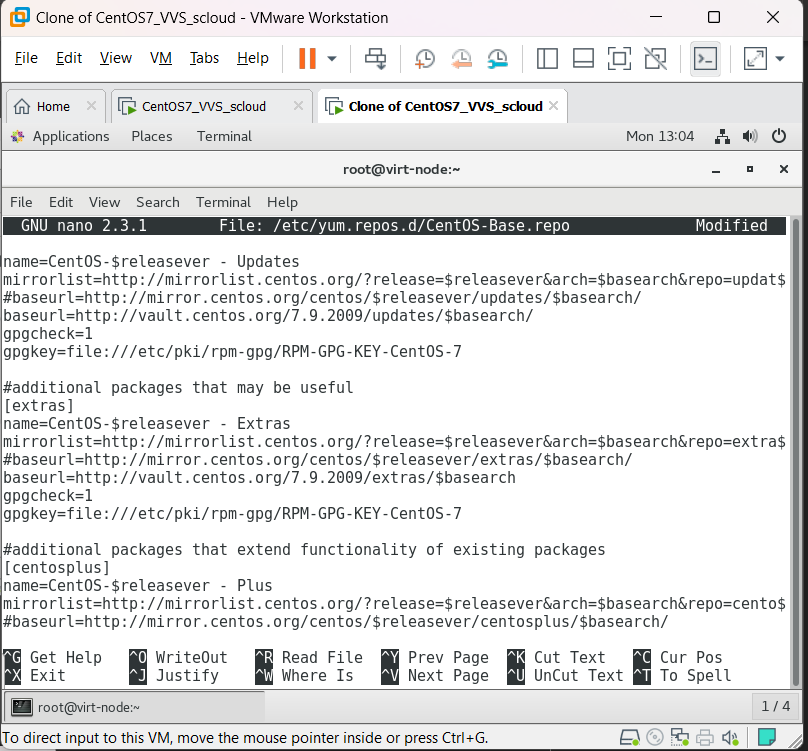 Clone of CentOS7_VVS_scloud - VMware Workstation
File Edit View VM Tabs Help
Home CentOS7_VVS_scloud Clone of CentOS7_VVS_scloud
Applications Places Terminal Mon 13:04
root@virt-node:~
File Edit View Search Terminal Help
GNU nano 2.3.1 File: /etc/yum.repos.d/CentOS-Base.repo Modified
name=CentOS-$releasever - Updates
mirrorlist=http://mirrorlist.centos.org/?release=$releasever&arch=$basearch&repo=updat$
#baseurl=http://mirror.centos.org/centos/$releasever/updates/$basearch/
baseurl=http://vault.centos.org/7.9.2009/updates/$basearch/
gpgcheck=1
gpgkey=file:///etc/pki/rpm-gpg/RPM-GPG-KEY-CentOS-7
#additional packages that may be useful
[extras]
name=CentOS-$releasever - Extras
mirrorlist=http://mirrorlist.centos.org/?release=$releasever&arch=$basearch&repo=extra$
#baseurl=http://mirror.centos.org/centos/$releasever/extras/$basearch/
baseurl=http://vault.centos.org/7.9.2009/extras/$basearch
gpgcheck=1
gpgkey=file:///etc/pki/rpm-gpg/RPM-GPG-KEY-CentOS-7
#additional packages that extend functionality of existing packages
[centosplus]
name=CentOS-$releasever - Plus
mirrorlist=http://mirrorlist.centos.org/?release=$releasever&arch=$basearch&repo=cento$
#baseurl=http://mirror.centos.org/centos/$releasever/centosplus/$basearch/
^G Get Help ^O WriteOut ^R Read File ^Y Prev Page ^K Cut Text ^C Cur Pos
^X Exit ^J Justify ^W Where Is ^V Next Page ^U UnCut Text ^T To Spell
root@virt-node:~ 1 / 4
To direct input to this VM, move the mouse pointer inside or press Ctrl+G.